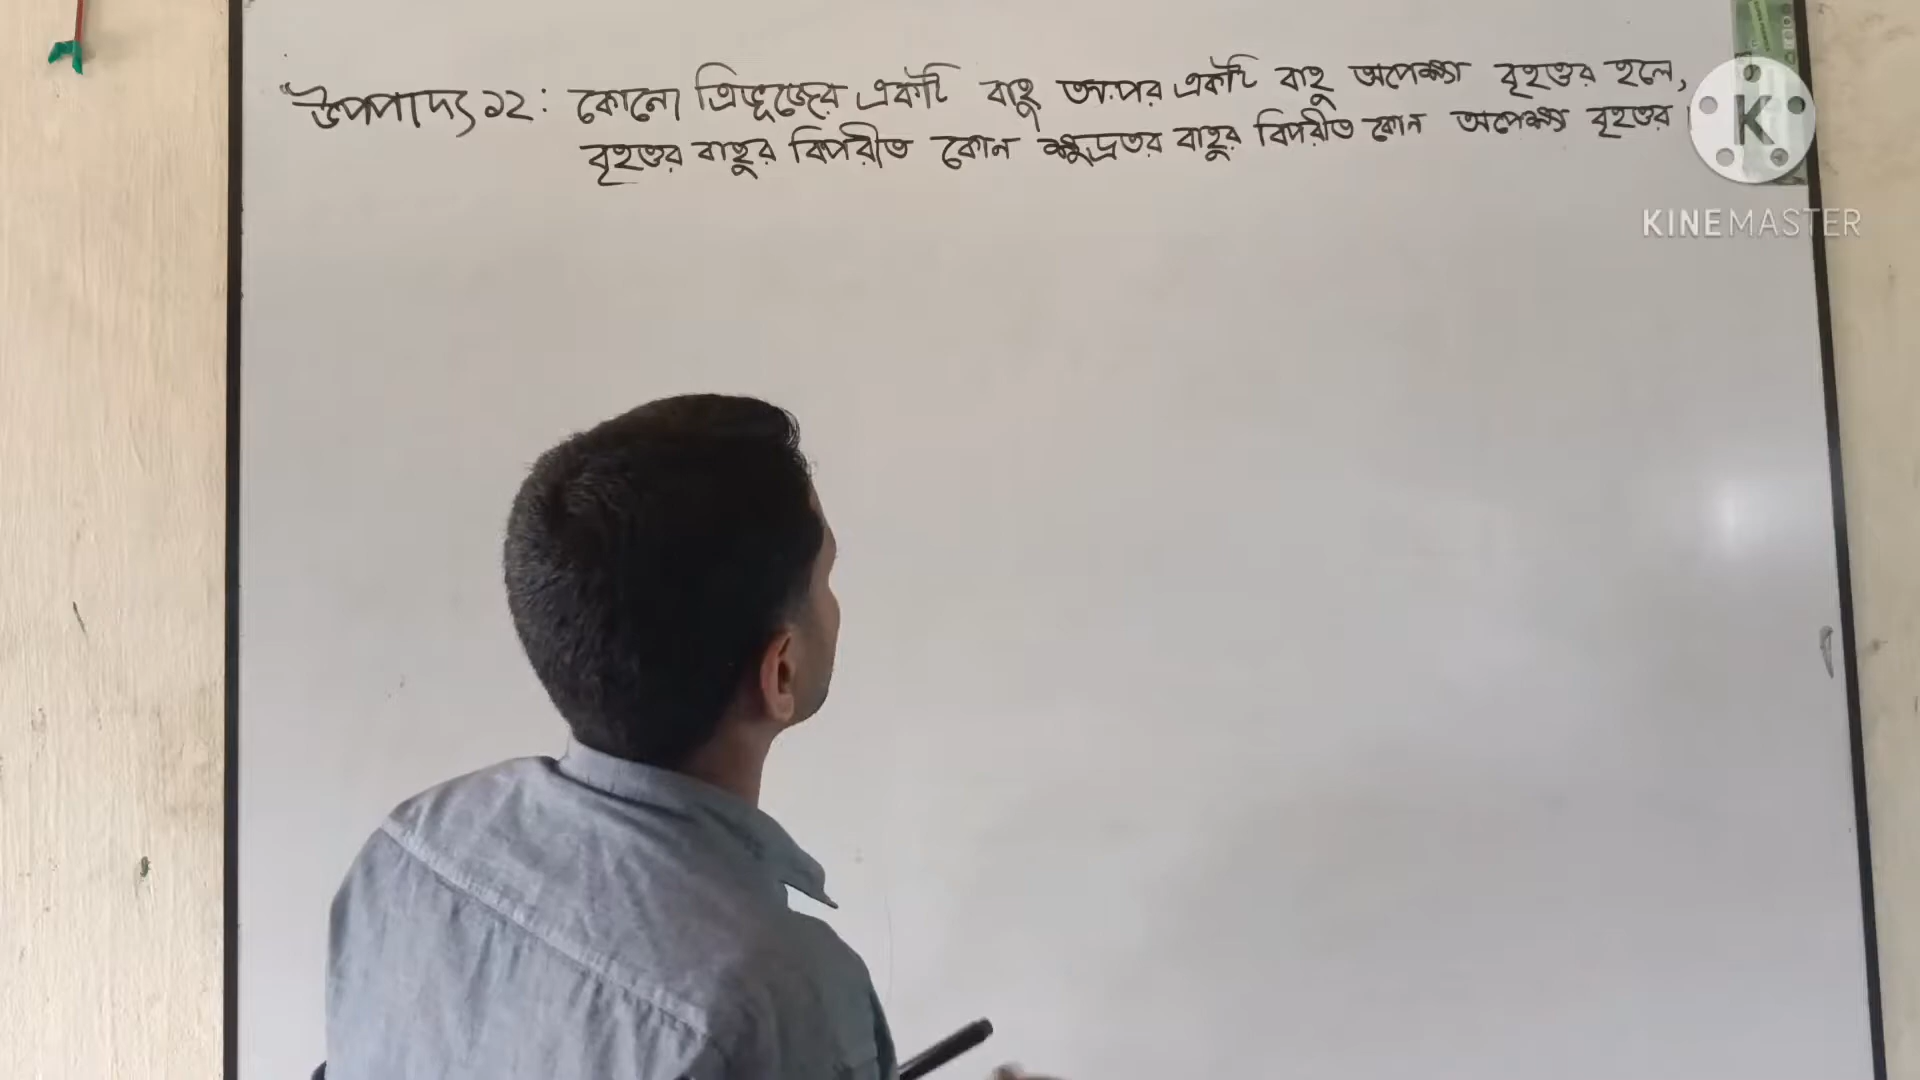 উপপাদ্য ১২: কোনো ত্রিভুজের একটি বাহু অপর একটি বাহু অপেক্ষা বৃহত্তর হলে,
বৃহত্তর বাহুর বিপরীত কোন ক্ষুদ্রতর বাহুর বিপরীত কোন অপেক্ষা বৃহত্তর।
K
KINEMASTER